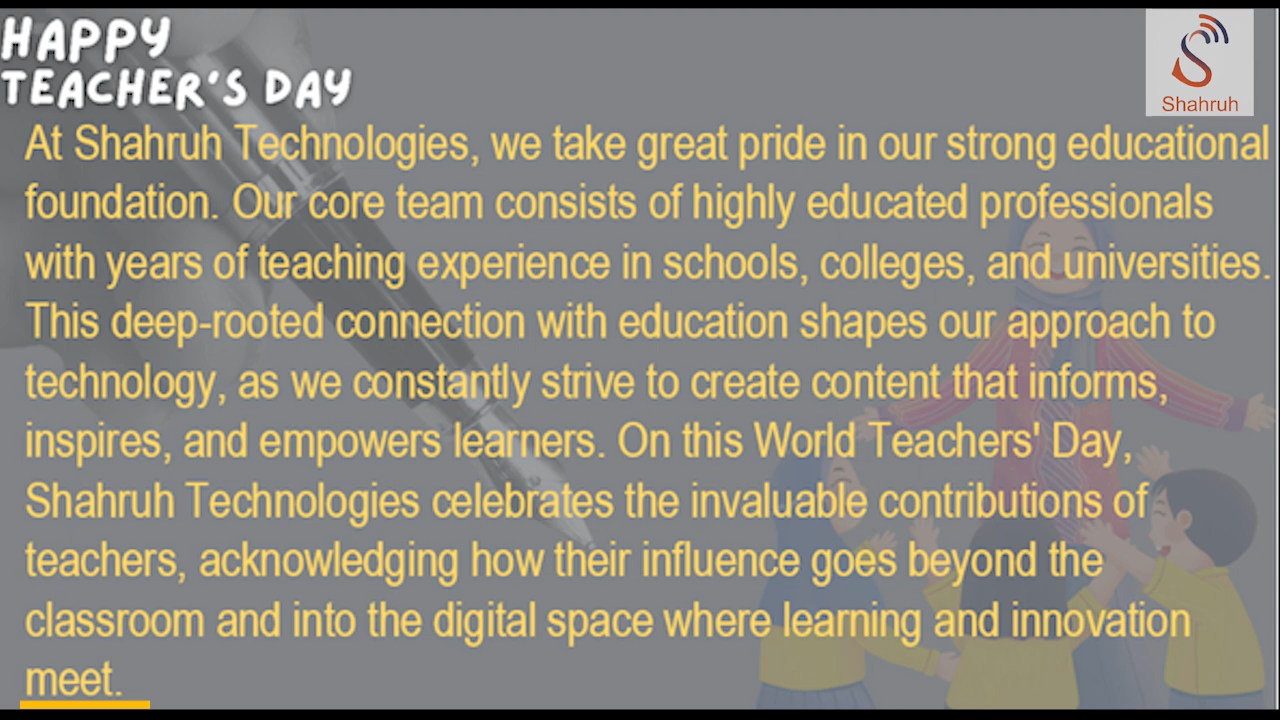 HAPPY
TEACHER'S DAY
Shahruh
At Shahruh Technologies, we take great pride in our strong educational
foundation. Our core team consists of highly educated professionals
with years of teaching experience in schools, colleges, and universities.
This deep-rooted connection with education shapes our approach to
technology, as we constantly strive to create content that informs,
inspires, and empowers learners. On this World Teachers' Day,
Shahruh Technologies celebrates the invaluable contributions of
teachers, acknowledging how their influence goes beyond the
classroom and into the digital space where learning and innovation
meet.